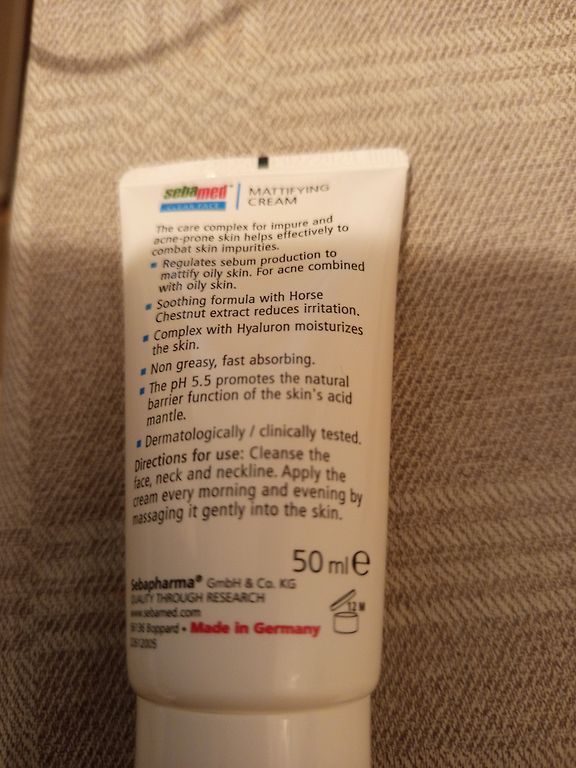 sebamed
CLEAR FACE
MATTIFYING
CREAM
The care complex for impure and
acne-prone skin helps effectively to
combat skin impurities.
Regulates sebum production to
mattify oily skin. For acne combined
with oily skin.
Soothing formula with Horse
Chestnut extract reduces irritation.
Complex with Hyaluron moisturizes
the skin.
Non greasy, fast absorbing.
The pH 5.5 promotes the natural
barrier function of the skin's acid
mantle.
Dermatologically / clinically tested.
Directions for use: Cleanse the
face, neck and neckline. Apply the
cream every morning and evening by
massaging it gently into the skin.
50 ml e
Sebapharma® GmbH & Co. KG
QUALITY THROUGH RESEARCH
www.sebamed.com
Boppard • Made in Germany
12 M